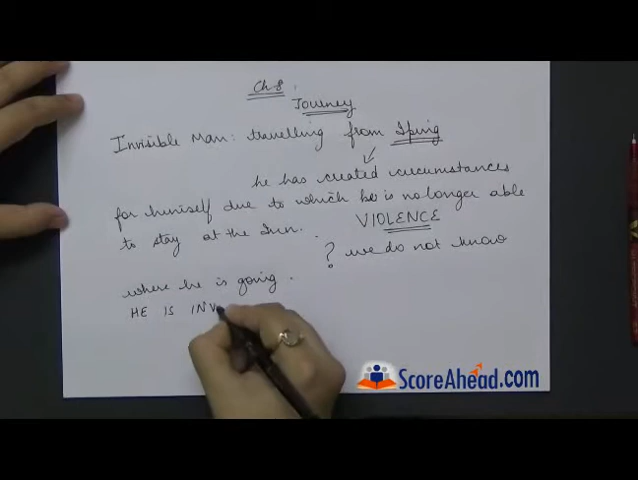 Ch-8
Journey
Invisible Man: travelling from Iping
he has created circumstances
for himself due to which he is no longer able
to stay at the Inn.
VIOLENCE
? we do not know
where he is going.
HE IS INV
ScoreAhead.com